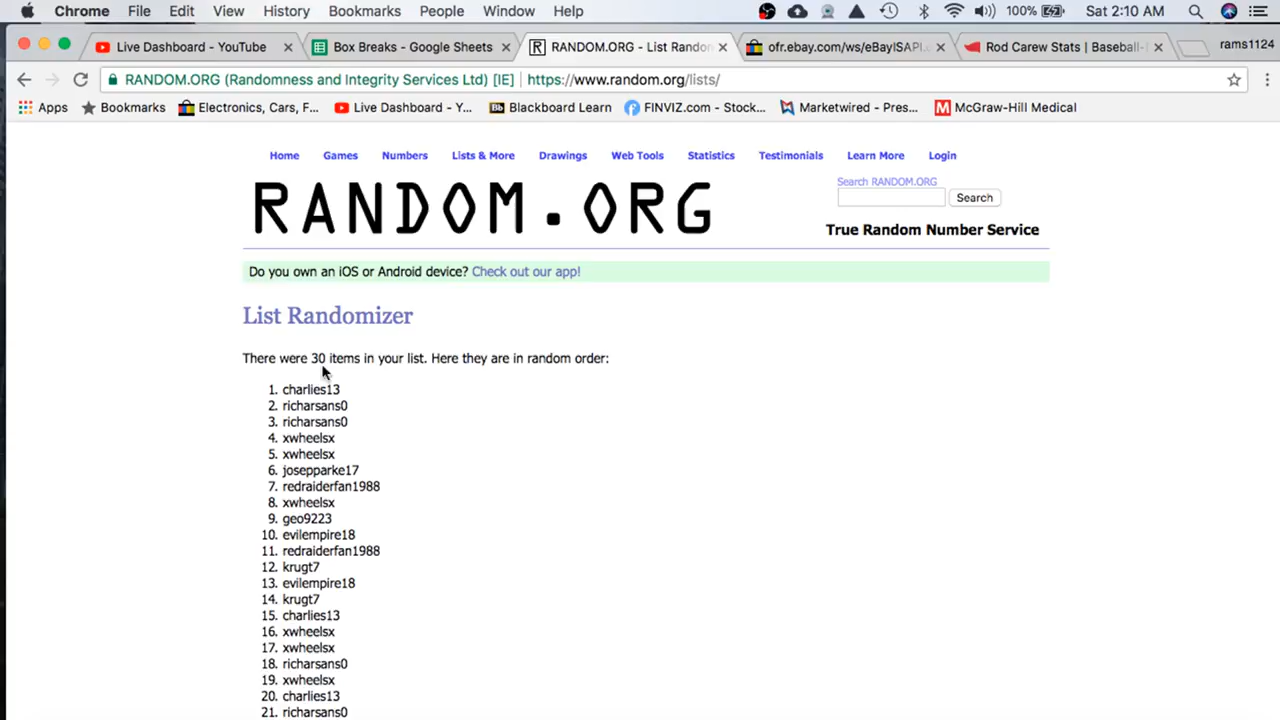 Chrome File Edit View History Bookmarks People Window Help 100% Sat 2:10 AM
Live Dashboard - YouTube Box Breaks - Google Sheets RANDOM.ORG - List Random ofr.ebay.com/ws/eBayISAPI. Rod Carew Stats | Baseball- rams1124
RANDOM.ORG (Randomness and Integrity Services Ltd) [IE] https://www.random.org/lists/
Apps Bookmarks Electronics, Cars, F... Live Dashboard - Y... Bb Blackboard Learn FINVIZ.com - Stock... Marketwired - Pres... M McGraw-Hill Medical
Home Games Numbers Lists & More Drawings Web Tools Statistics Testimonials Learn More Login
Search RANDOM.ORG
Search
RANDOM.ORG
True Random Number Service
Do you own an iOS or Android device? Check out our app!
List Randomizer
There were 30 items in your list. Here they are in random order:
1. charlies13
2. richarsans0
3. richarsans0
4. xwheelsx
5. xwheelsx
6. josepparke17
7. redraiderfan1988
8. xwheelsx
9. geo9223
10. evilempire18
11. redraiderfan1988
12. krugt7
13. evilempire18
14. krugt7
15. charlies13
16. xwheelsx
17. xwheelsx
18. richarsans0
19. xwheelsx
20. charlies13
21. richarsans0